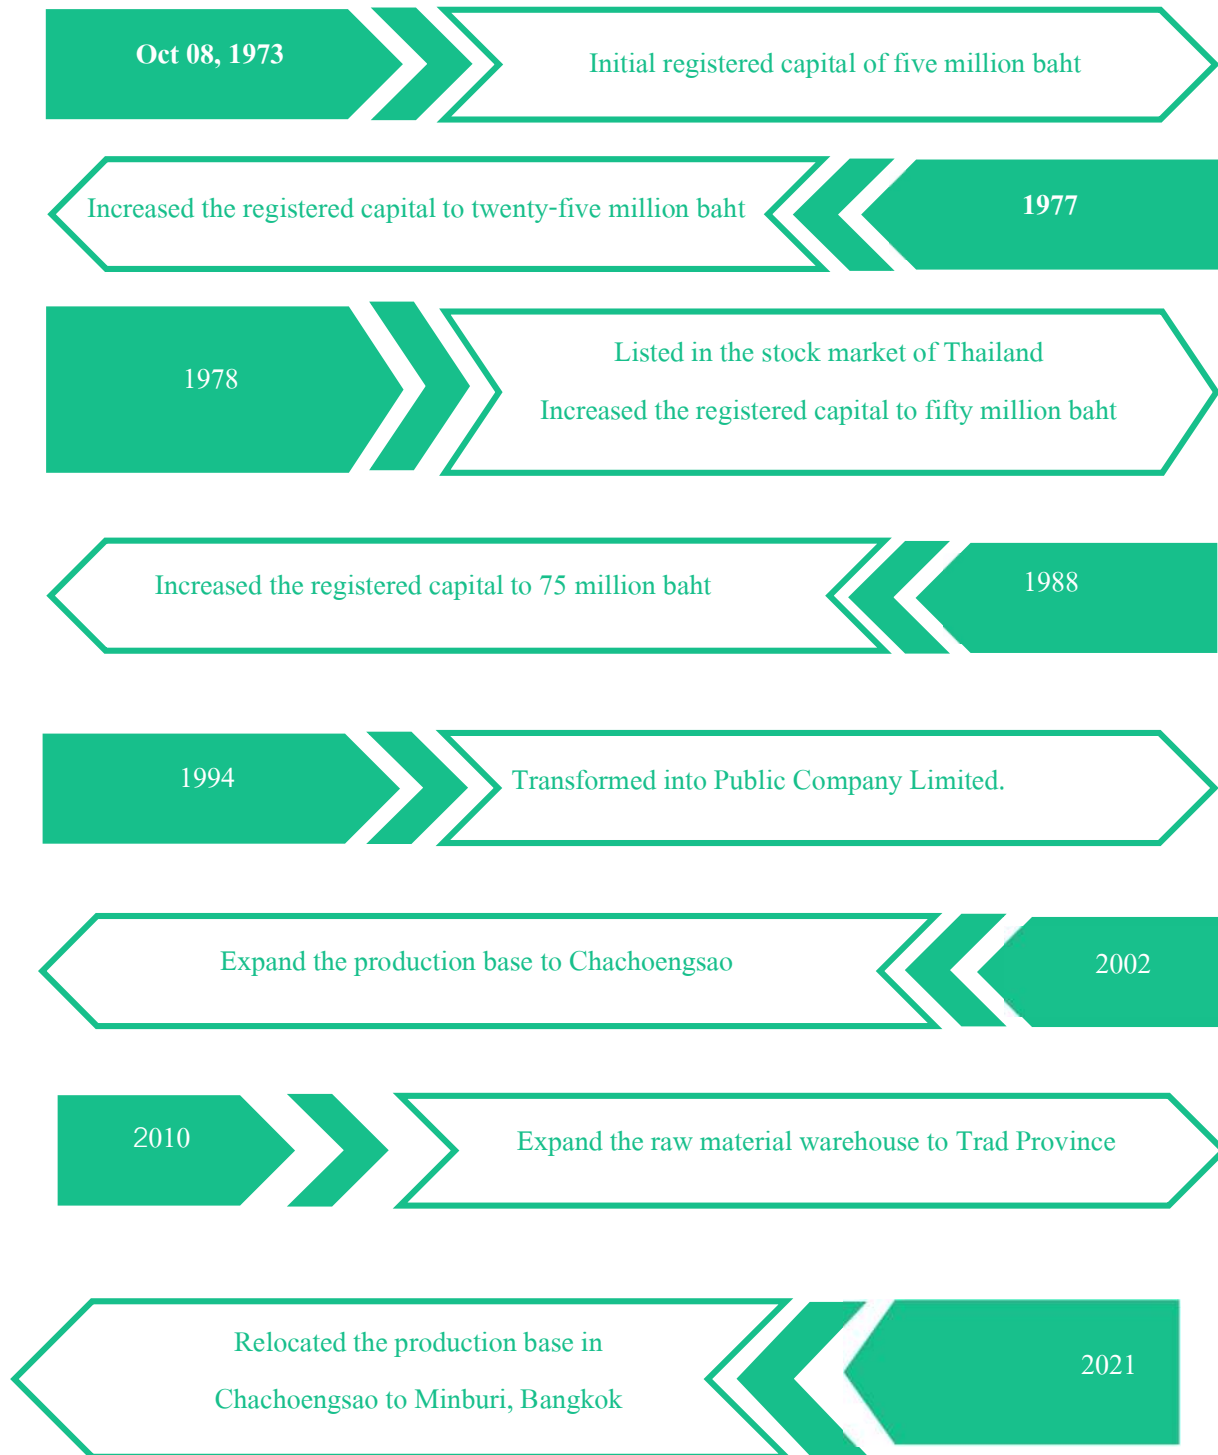 Oct 08, 1973
Initial registered capital of five million baht
Increased the registered capital to twenty-five million baht
1977
1978
Listed in the stock market of Thailand
Increased the registered capital to fifty million baht
Increased the registered capital to 75 million baht
1988
1994
Transformed into Public Company Limited.
Expand the production base to Chachoengsao
2002
2010
Expand the raw material warehouse to Trad Province
Relocated the production base in
Chachoengsao to Minburi, Bangkok
2021